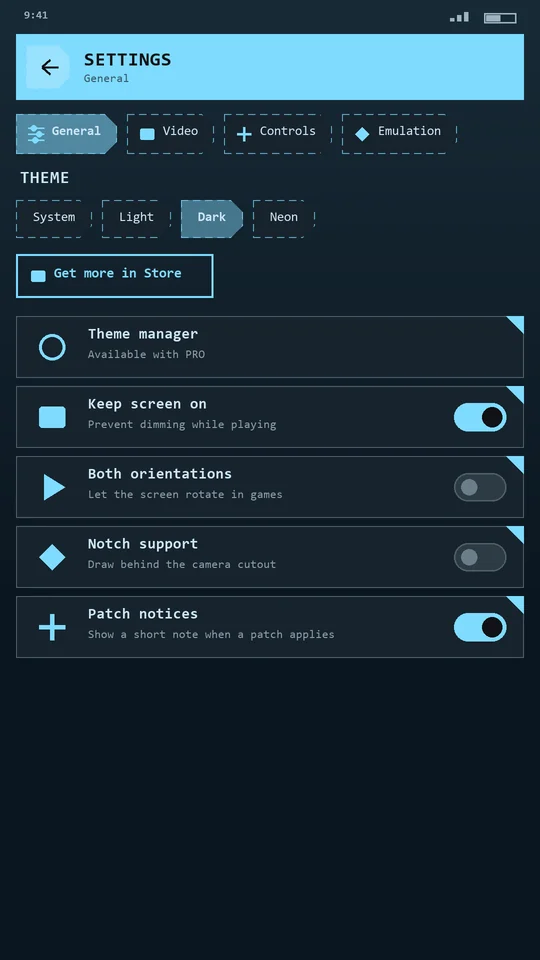 9:41
SETTINGS
General
General
Video
Controls
Emulation
THEME
System
Light
Dark
Neon
Get more in Store
Theme manager
Available with PRO
Keep screen on
Prevent dimming while playing
Both orientations
Let the screen rotate in games
Notch support
Draw behind the camera cutout
Patch notices
Show a short note when a patch applies